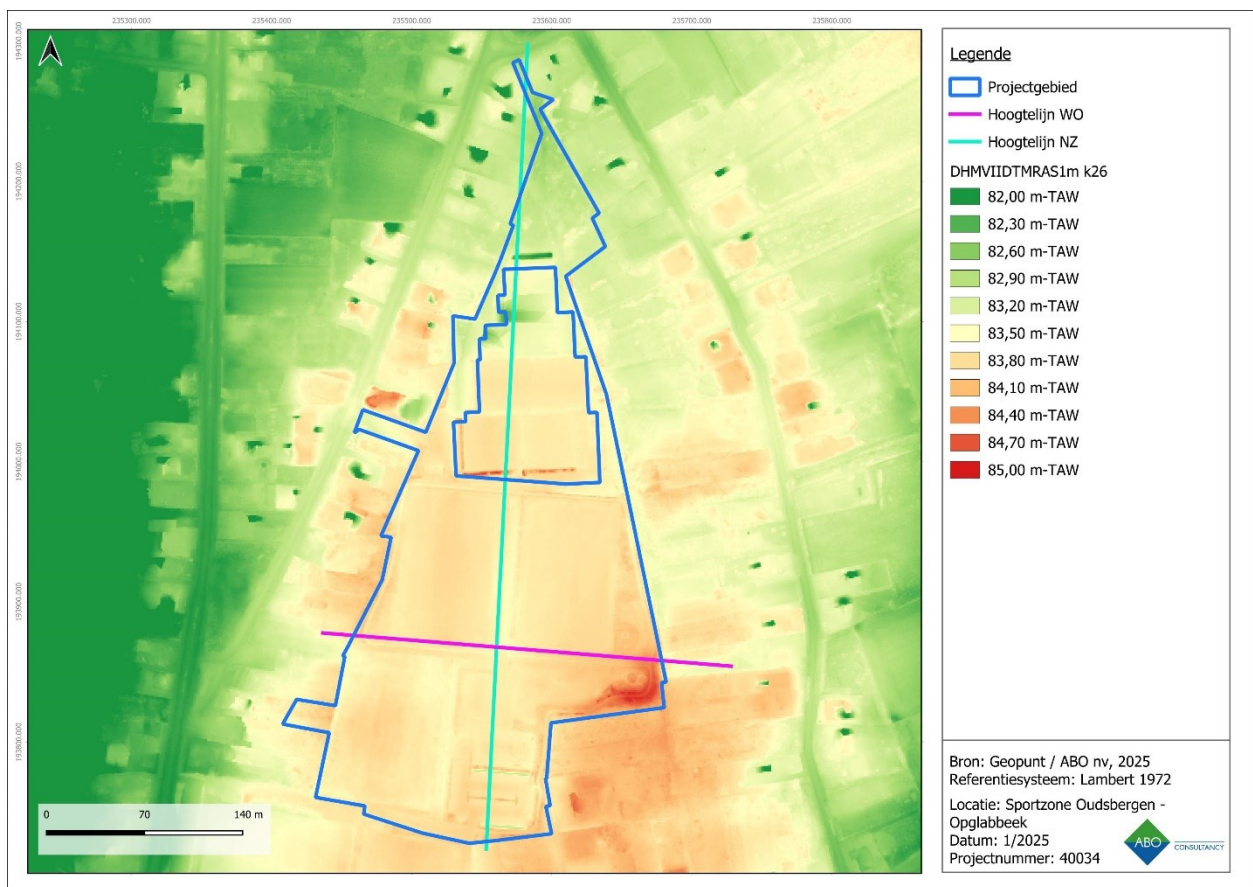 235300.000 235400.000 235500.000 235600.000 235700.000 235800.000
194300.000
194200.000
194100.000
194000.000
193900.000
193800.000
0 70 140 m
Legende
Projectgebied
Hoogtelijn WO
Hoogtelijn NZ
DHMVIIDTMRAS1m k26
82,00 m-TAW
82,30 m-TAW
82,60 m-TAW
82,90 m-TAW
83,20 m-TAW
83,50 m-TAW
83,80 m-TAW
84,10 m-TAW
84,40 m-TAW
84,70 m-TAW
85,00 m-TAW
Bron: Geopunt / ABO nv, 2025
Referentiesysteem: Lambert 1972
Locatie: Sportzone Oudsbergen -
Opglabbeek
Datum: 1/2025
Projectnummer: 40034
ABO CONSULTANCY